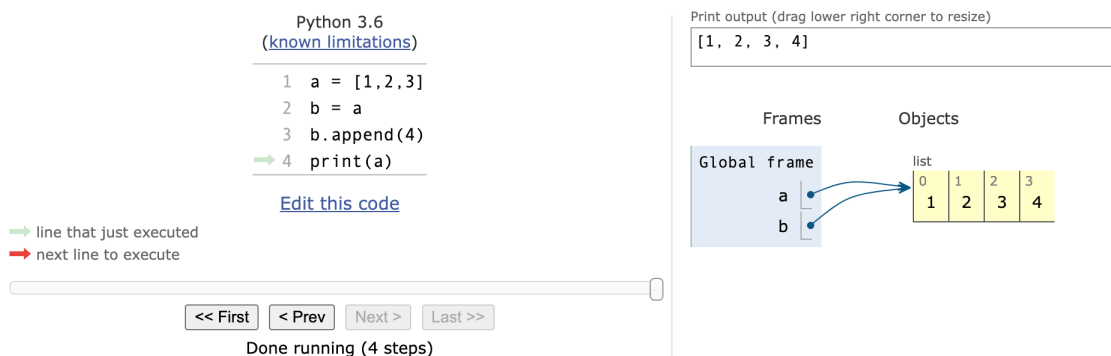 Python 3.6
(known limitations)
1 a = [1,2,3]
2 b = a
3 b.append(4)
4 print(a)
Edit this code
line that just executed
next line to execute
<< First < Prev Next > Last >>
Done running (4 steps)
Print output (drag lower right corner to resize)
[1, 2, 3, 4]
Frames Objects
Global frame
a
b
list
0 1 2 3
1 2 3 4